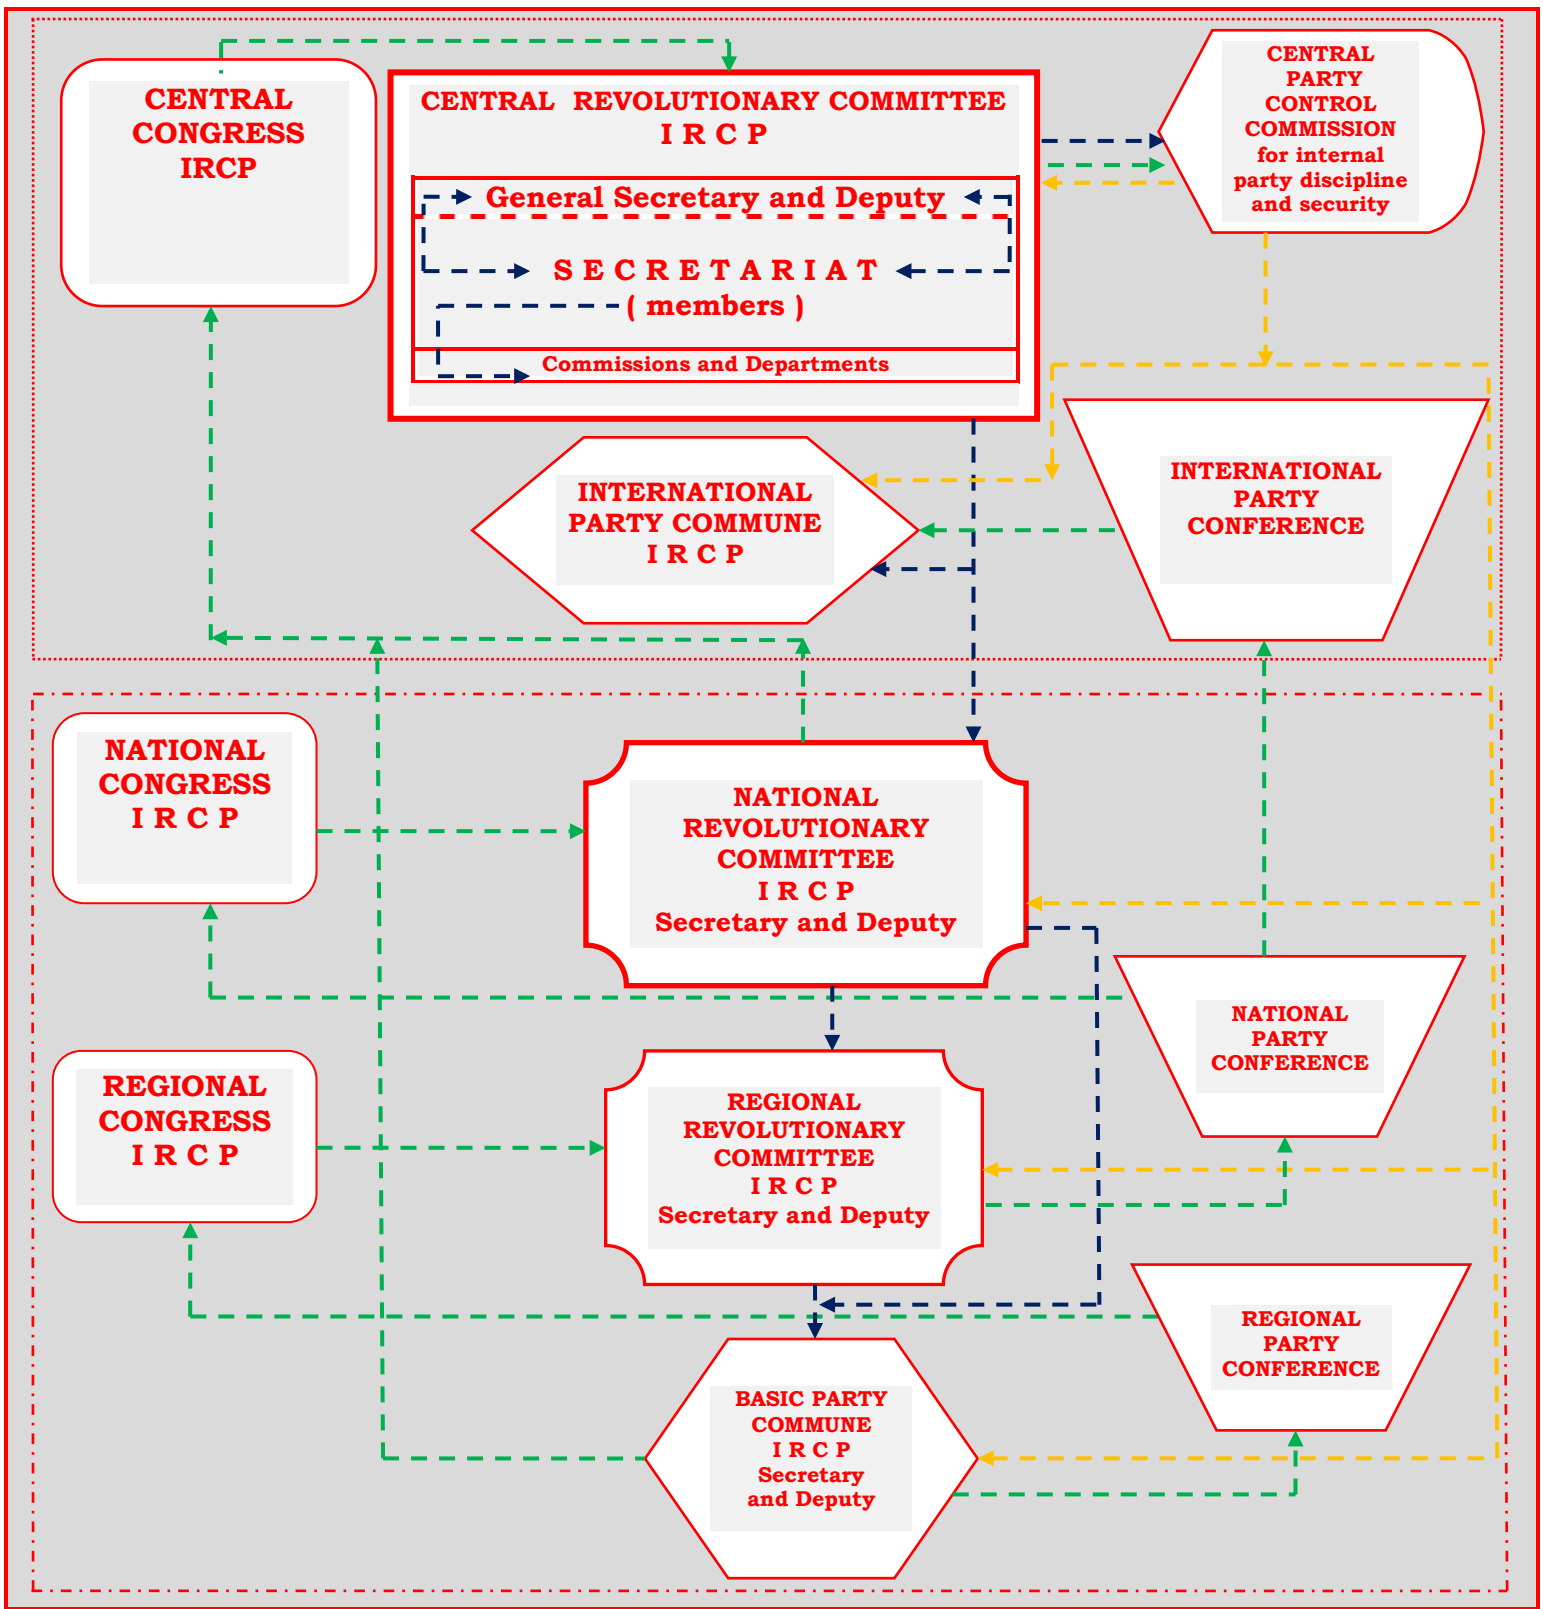 CENTRAL
CONGRESS
IRCP
CENTRAL REVOLUTIONARY COMMITTEE
I R C P
General Secretary and Deputy
S E C R E T A R I A T
( members )
Commissions and Departments
CENTRAL
PARTY
CONTROL
COMMISSION
for internal
party discipline
and security
INTERNATIONAL
PARTY COMMUNE
I R C P
INTERNATIONAL
PARTY
CONFERENCE
NATIONAL
CONGRESS
I R C P
NATIONAL
REVOLUTIONARY
COMMITTEE
I R C P
Secretary and Deputy
NATIONAL
PARTY
CONFERENCE
REGIONAL
CONGRESS
I R C P
REGIONAL
REVOLUTIONARY
COMMITTEE
I R C P
Secretary and Deputy
REGIONAL
PARTY
CONFERENCE
BASIC PARTY
COMMUNE
I R C P
Secretary
and Deputy